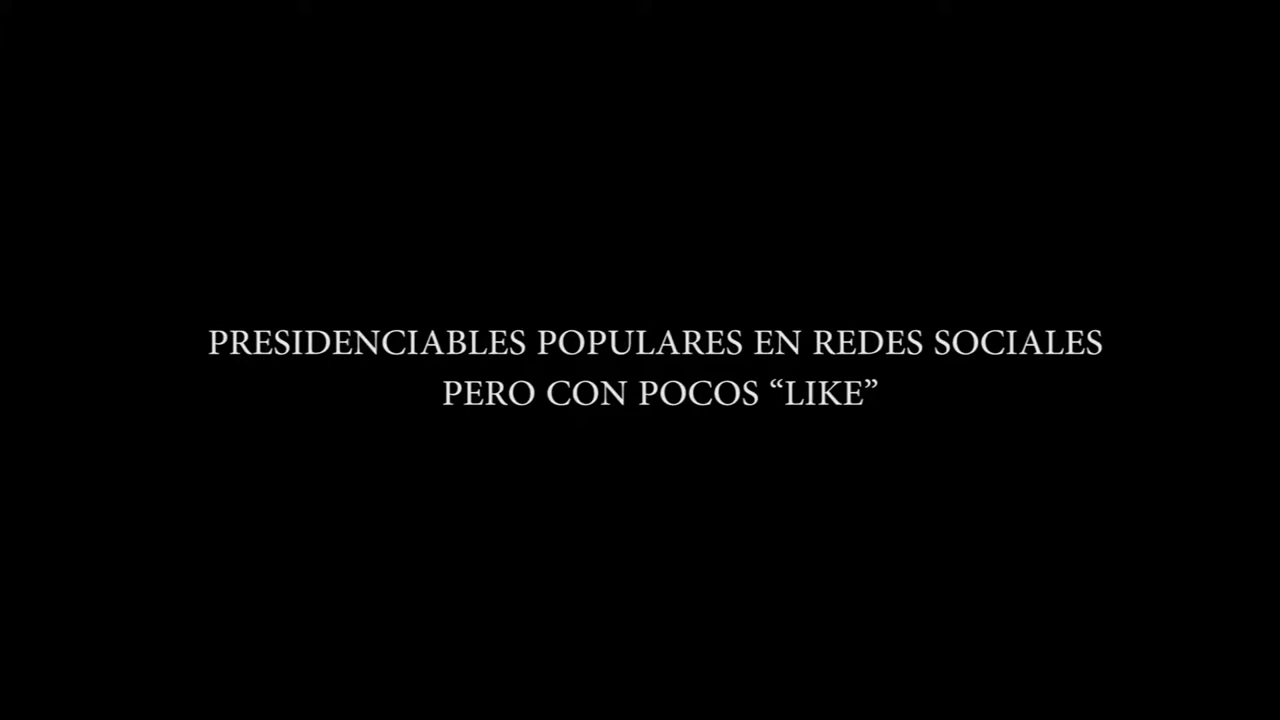 PRESIDENCIABLES POPULARES EN REDES SOCIALES
PERO CON POCOS “LIKE”